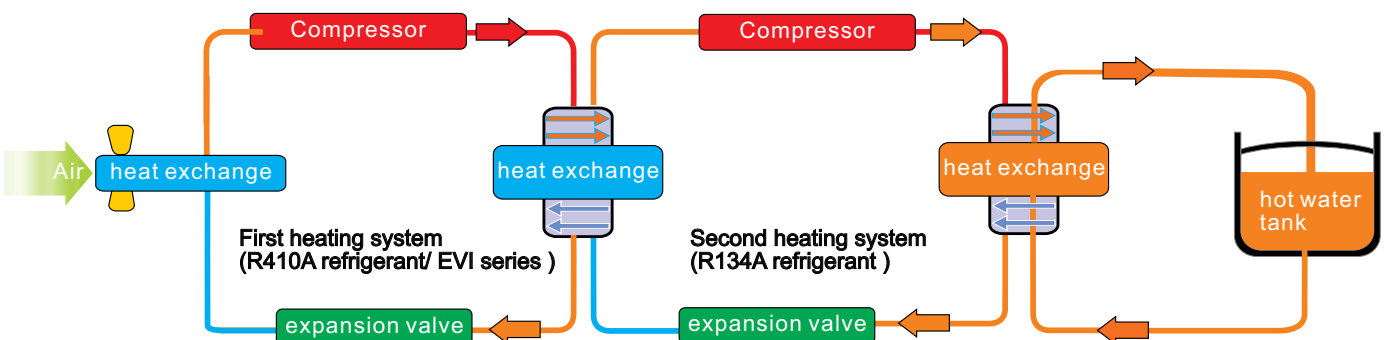 Compressor
Compressor
Air
heat exchange
heat exchange
heat exchange
hot water
tank
First heating system
(R410A refrigerant/ EVI series )
Second heating system
(R134A refrigerant )
expansion valve
expansion valve